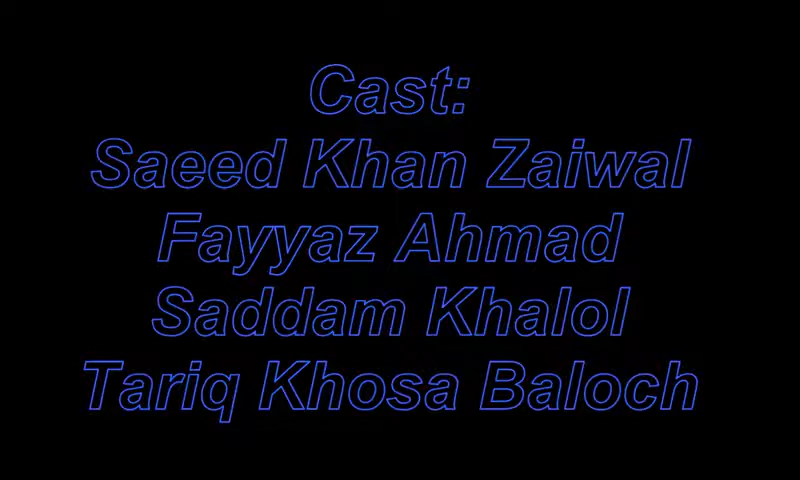 Cast:
Saeed Khan Zaiwal
Fayyaz Ahmad
Saddam Khalol
Tariq Khosa Baloch